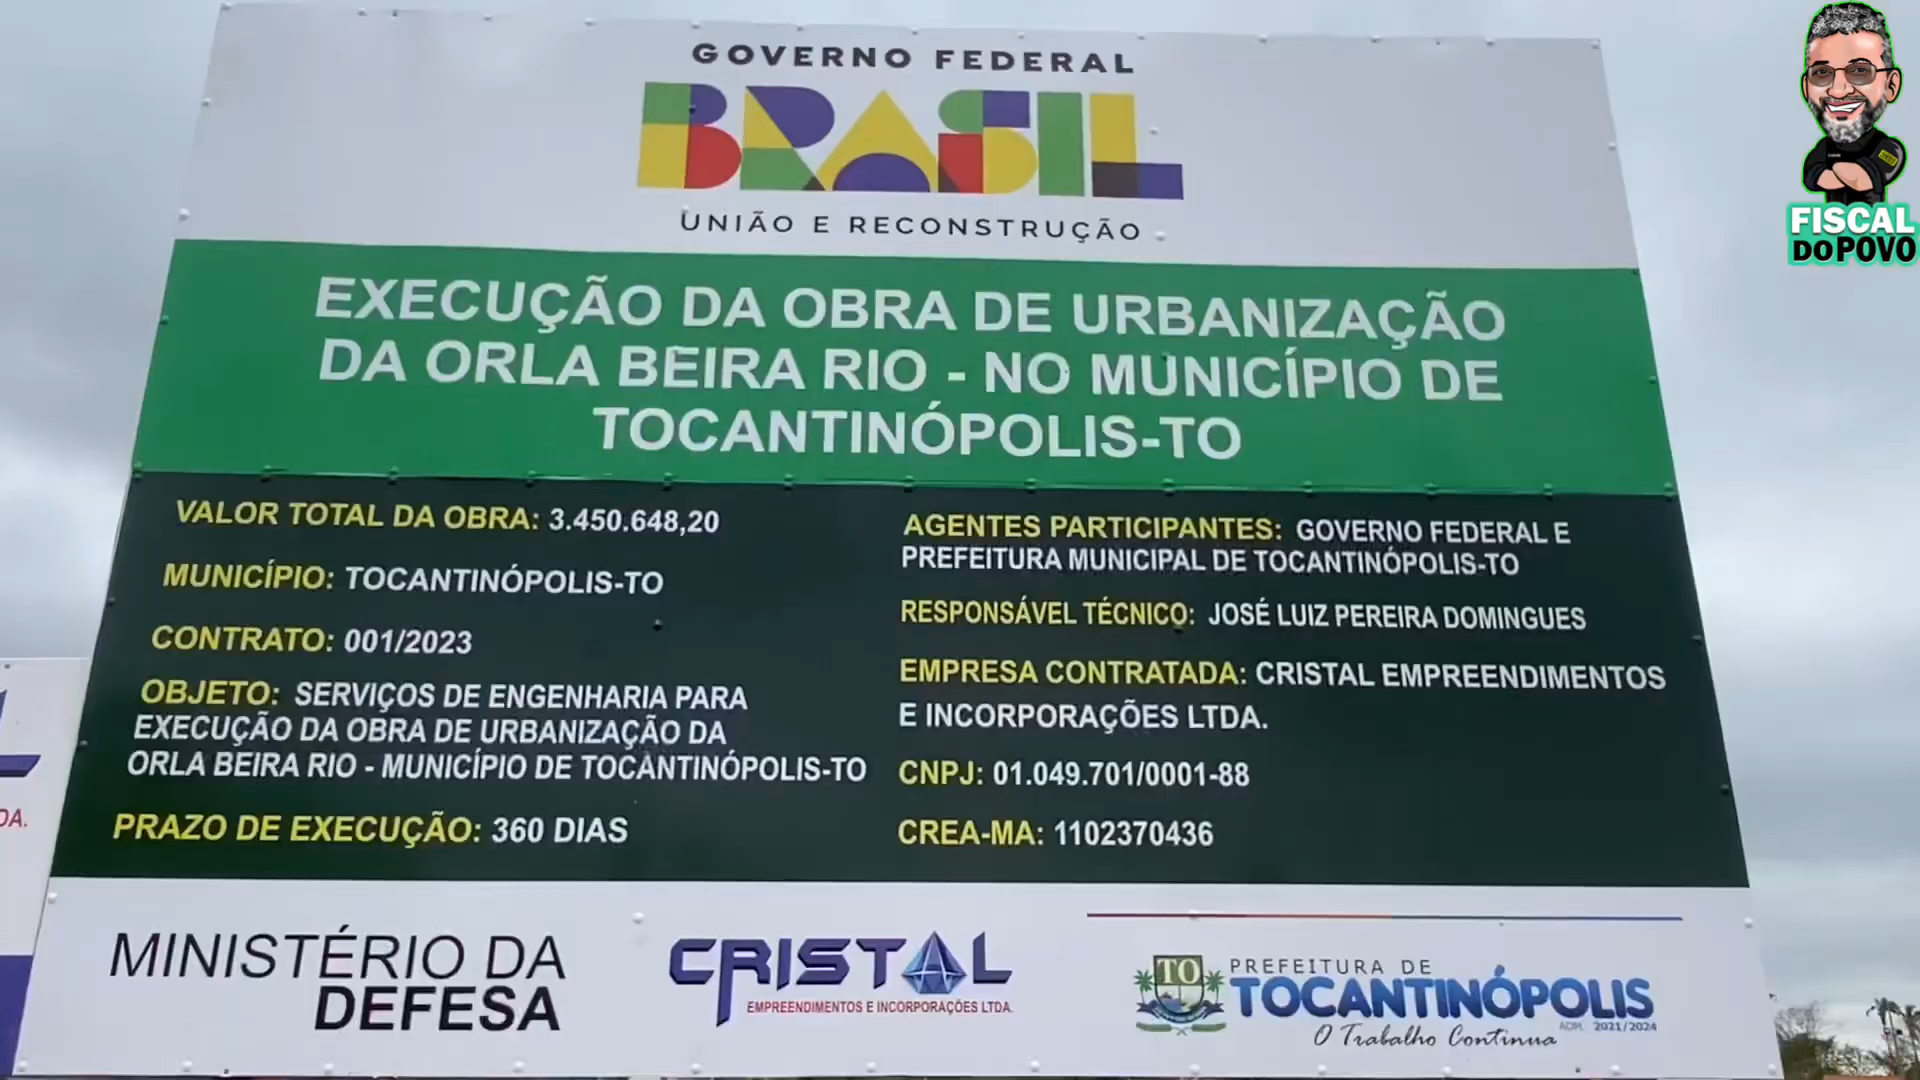 GOVERNO FEDERAL
BRASIL
UNIÃO E RECONSTRUÇÃO
FISCAL
DO POVO
EXECUÇÃO DA OBRA DE URBANIZAÇÃO
DA ORLA BEIRA RIO - NO MUNICÍPIO DE
TOCANTINÓPOLIS-TO
VALOR TOTAL DA OBRA: 3.450.648,20
MUNICÍPIO: TOCANTINÓPOLIS-TO
CONTRATO: 001/2023
OBJETO: SERVIÇOS DE ENGENHARIA PARA
EXECUÇÃO DA OBRA DE URBANIZAÇÃO DA
ORLA BEIRA RIO - MUNICÍPIO DE TOCANTINÓPOLIS-TO
PRAZO DE EXECUÇÃO: 360 DIAS
AGENTES PARTICIPANTES: GOVERNO FEDERAL E
PREFEITURA MUNICIPAL DE TOCANTINÓPOLIS-TO
RESPONSÁVEL TÉCNICO: JOSÉ LUIZ PEREIRA DOMINGUES
EMPRESA CONTRATADA: CRISTAL EMPREENDIMENTOS
E INCORPORAÇÕES LTDA.
CNPJ: 01.049.701/0001-88
CREA-MA: 1102370436
DA.
MINISTÉRIO DA
DEFESA
CRISTAL
EMPREENDIMENTOS E INCORPORAÇÕES LTDA.
TO
PREFEITURA DE
TOCANTINÓPOLIS
2021/2024
O Trabalho Continua